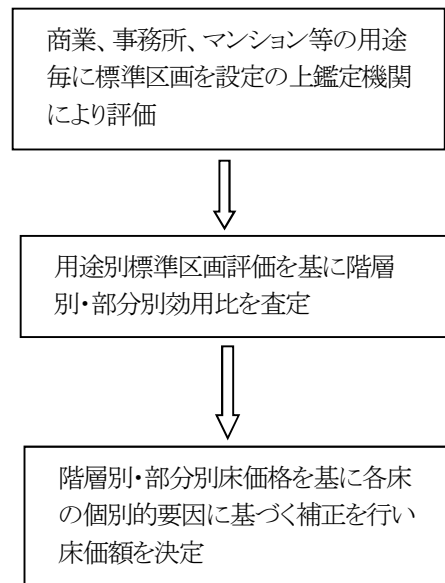 商業、事務所、マンション等の用途
毎に標準区画を設定の上鑑定機関
により評価
用途別標準区画評価を基に階層
別・部分別効用比を査定
階層別・部分別床価格を基に各床
の個別的要因に基づく補正を行い
床価額を決定